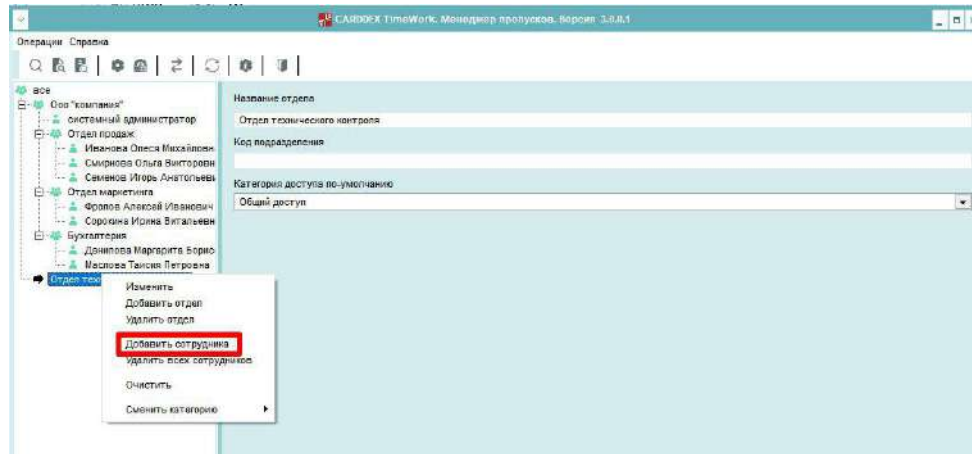 CARDDEX TimeWork. Менеджер пропусков. Версия 3.0.0.1
Операции Справка
все
Ооо "компания"
системный администратор
Отдел продаж
Иванова Олеся Михайловн
Смирнова Ольга Викторовн
Семенов Игорь Анатольеви
Отдел маркетинга
Фролов Алексей Иванович
Сорокина Ирина Витальевн
Бухгалтерия
Данилова Маргарита Борис
Маслова Таисия Петровна
Отдел тех
Название отдела
Отдел технического контроля
Код подразделения
Категория доступа по-умолчанию
Общий доступ
Изменить
Добавить отдел
Удалить отдел
Добавить сотрудника
Удалить всех сотрудников
Очистить
Сменить категорию